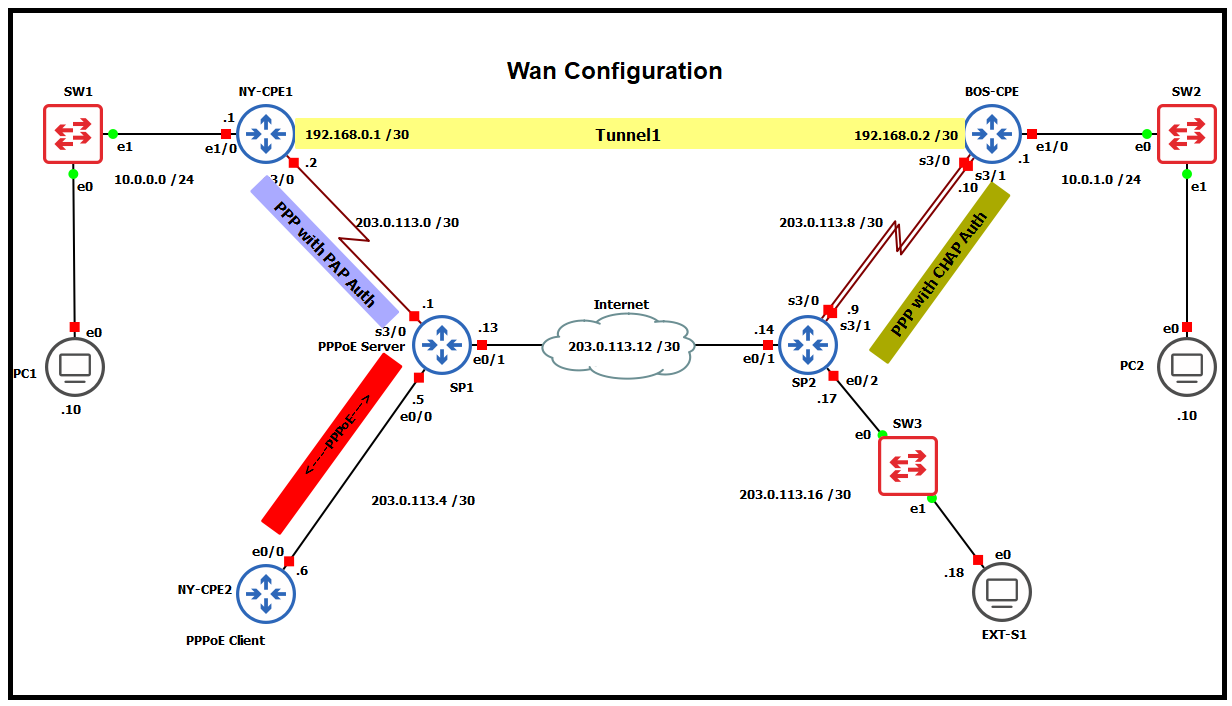 Wan Configuration
SW1
NY-CPE1
BOS-CPE
SW2
.1
e1/0
e1
192.168.0.1 /30
Tunnel1
192.168.0.2 /30
e1/0
e0
.2
3/0
s3/0
s3/1
.1
.10
e0
10.0.0.0 /24
10.0.1.0 /24
e1
PPP with PAP Auth
203.0.113.0 /30
203.0.113.8 /30
PPP with CHAP Auth
.1
s3/0
PPPoE Server
SP1
.13
e0/1
Internet
203.0.113.12 /30
.14
e0/1
s3/0
.9
s3/1
SP2
e0
PC1
.10
e0
PC2
.10
.5
e0/0
<-----PPPoE---->
203.0.113.4 /30
e0/2
.17
SW3
e0
203.0.113.16 /30
e1
e0/0
.6
NY-CPE2
PPPoE Client
e0
.18
EXT-S1